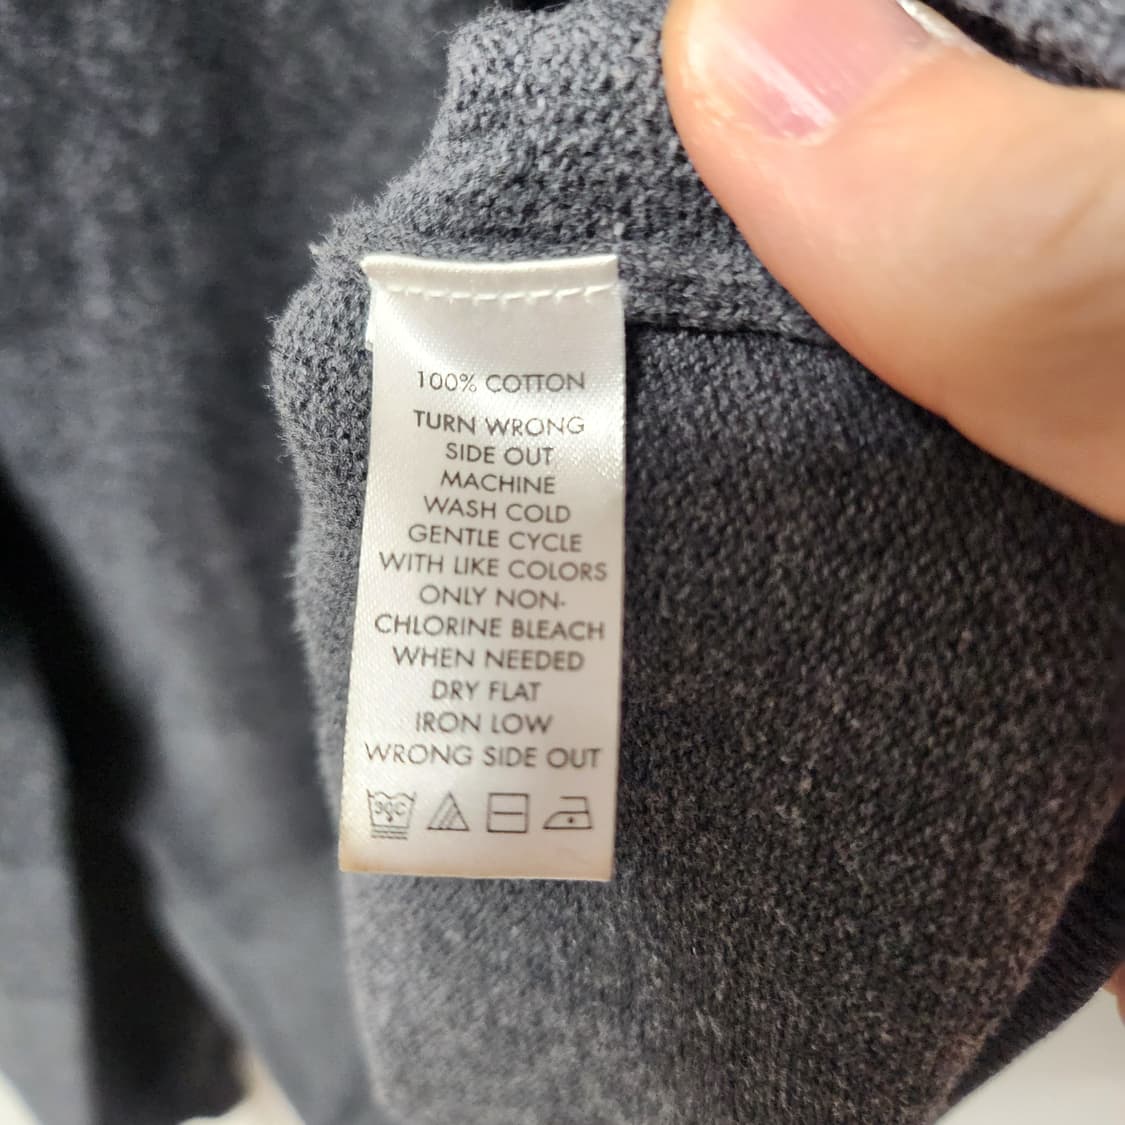 100% COTTON
TURN WRONG
SIDE OUT
MACHINE
WASH COLD
GENTLE CYCLE
WITH LIKE COLORS
ONLY NON-
CHLORINE BLEACH
WHEN NEEDED
DRY FLAT
IRON LOW
WRONG SIDE OUT
30C